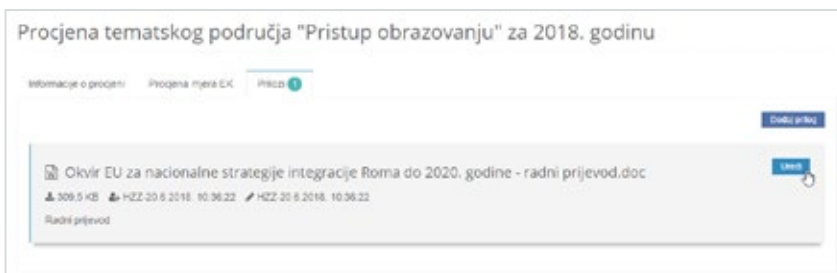 Procjena tematskog područja "Pristup obrazovanju" za 2018. godinu
Informacije o procjeni Procjena mjera EK Prilozi 1
Dodaj prilog
Okvir EU za nacionalne strategije integracije Roma do 2020. godine - radni prijevod.doc
Uredi
309,5 KB HZZ-20.6.2018. 10:36:22 HZZ-20.6.2018. 10:36:22
Radni prijevod